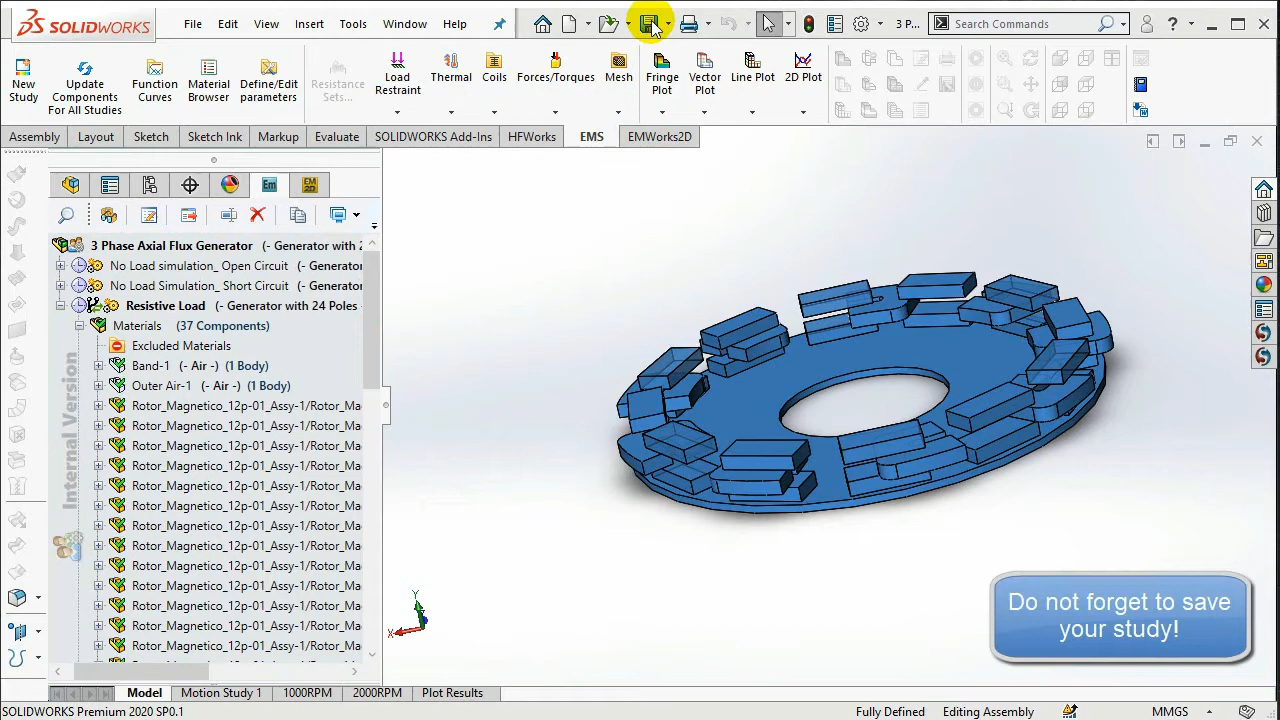 SOLIDWORKS
File Edit View Insert Tools Window Help
3 P...
Search Commands
New Study
Update Components For All Studies
Function Curves
Material Browser
Define/Edit parameters
Resistance Sets...
Load Restraint
Thermal
Coils
Forces/Torques
Mesh
Fringe Plot
Vector Plot
Line Plot
2D Plot
Assembly Layout Sketch Sketch Ink Markup Evaluate SOLIDWORKS Add-Ins HFWorks EMS EMWorks2D
3 Phase Axial Flux Generator (- Generator with 2
No Load simulation_ Open Circuit (- Generator
No Load Simulation_ Short Circuit (- Generator
Resistive Load (- Generator with 24 Poles
Materials (37 Components)
Excluded Materials
Band-1 (- Air -) (1 Body)
Outer Air-1 (- Air -) (1 Body)
Rotor_Magnetico_12p-01_Assy-1/Rotor_Ma
Rotor_Magnetico_12p-01_Assy-1/Rotor_Ma
Rotor_Magnetico_12p-01_Assy-1/Rotor_Ma
Rotor_Magnetico_12p-01_Assy-1/Rotor_Ma
Rotor_Magnetico_12p-01_Assy-1/Rotor_Ma
Rotor_Magnetico_12p-01_Assy-1/Rotor_Ma
Rotor_Magnetico_12p-01_Assy-1/Rotor_Ma
Rotor_Magnetico_12p-01_Assy-1/Rotor_Ma
Rotor_Magnetico_12p-01_Assy-1/Rotor_Ma
Rotor_Magnetico_12p-01_Assy-1/Rotor_Ma
Rotor_Magnetico_12p-01_Assy-1/Rotor_Ma
Rotor_Magnetico_12p-01_Assy-1/Rotor_Ma
Rotor_Magnetico_12p-01_Assy-1/Rotor_Ma
Internal Version
Y
X
Do not forget to save
your study!
Model Motion Study 1 1000RPM 2000RPM Plot Results
SOLIDWORKS Premium 2020 SP0.1
Fully Defined Editing Assembly MMGS